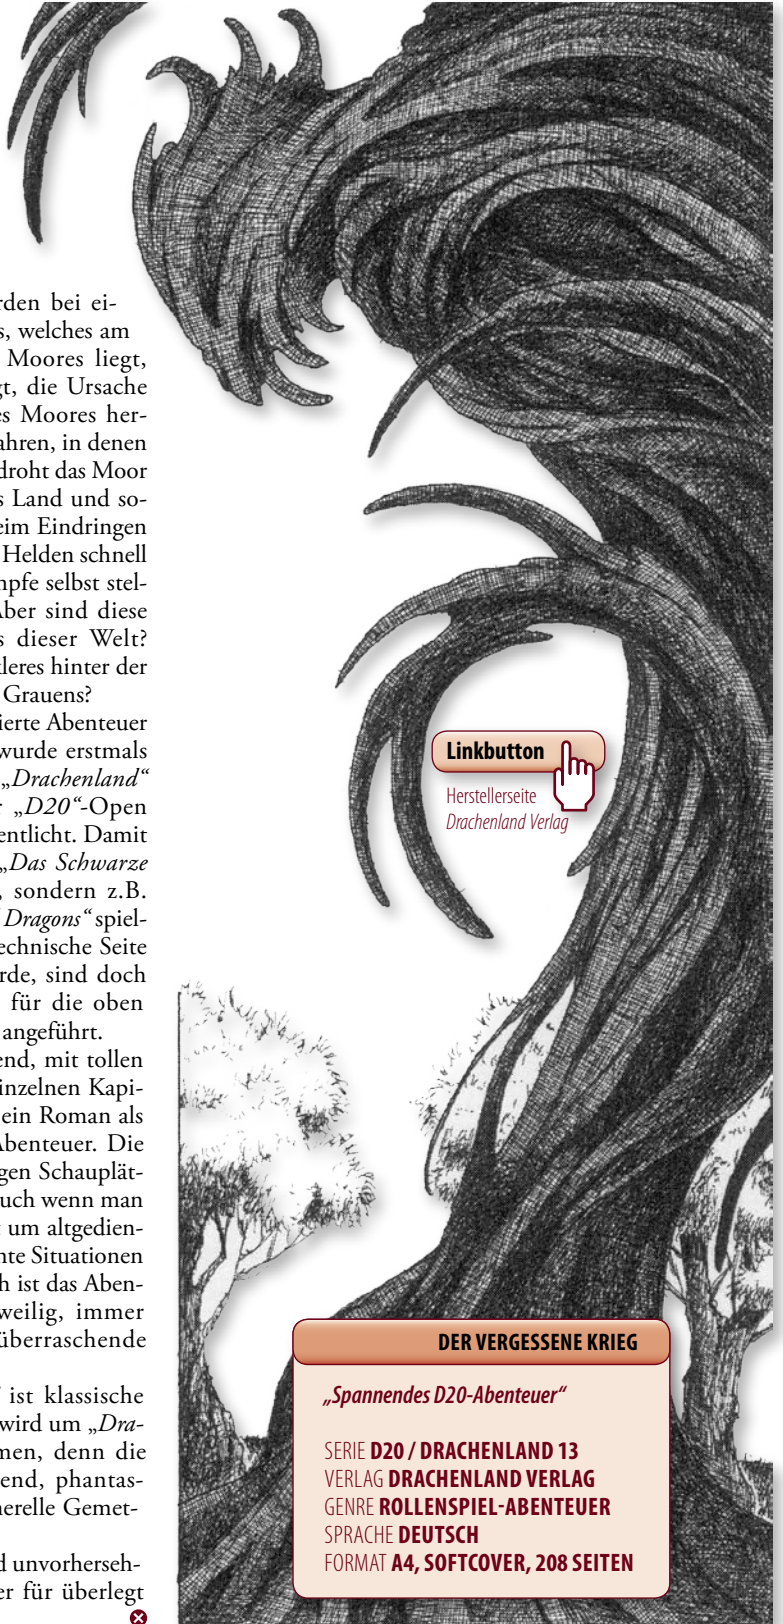 rden bei ei-
s, welches am
Moores liegt,
gt, die Ursache
es Moores her-
ahren, in denen
droht das Moor
s Land und so-
eim Eindringen
Helden schnell
mpfe selbst stel-
Aber sind diese
s dieser Welt?
kleres hinter der
Grauens?
ierte Abenteuer
wurde erstmals
„Drachenland“
r „D20“-Open
entlicht. Damit
„Das Schwarze
, sondern z.B.
Dragons“ spiel-
echnische Seite
rde, sind doch
für die oben
angeführt.
end, mit tollen
inzelnen Kapi-
ein Roman als
Abenteuer. Die
gen Schauplät-
uch wenn man
um altgedien-
nte Situationen
h ist das Aben-
weilig, immer
überraschende
ist klassische
wird um „Dra-
men, denn die
end, phantas-
nerelle Gemet-
d unvorherseh-
er für überlegt
Linkbutton
Herstellerseite
Drachenland Verlag
DER VERGESSENE KRIEG
„Spannendes D20-Abenteuer“
SERIE D20 / DRACHENLAND 13
VERLAG DRACHENLAND VERLAG
GENRE ROLLENSPIEL-ABENTEUER
SPRACHE DEUTSCH
FORMAT A4, SOFTCOVER, 208 SEITEN